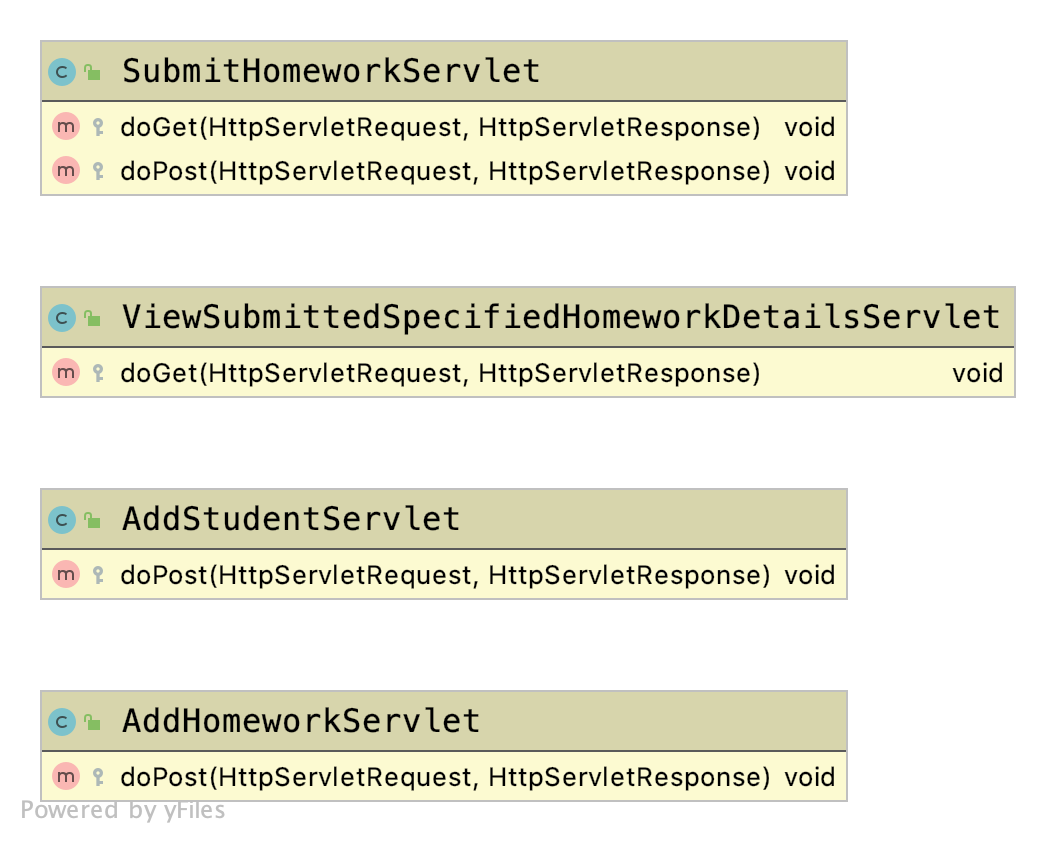 SubmitHomeworkServlet
doGet(HttpServletRequest, HttpServletResponse) void
doPost(HttpServletRequest, HttpServletResponse) void
ViewSubmittedSpecifiedHomeworkDetailsServlet
doGet(HttpServletRequest, HttpServletResponse) void
AddStudentServlet
doPost(HttpServletRequest, HttpServletResponse) void
AddHomeworkServlet
doPost(HttpServletRequest, HttpServletResponse) void
Powered by yFiles